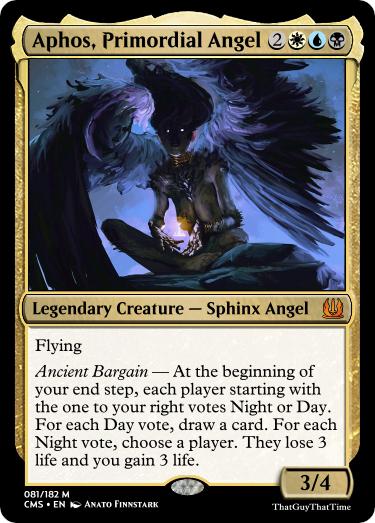 Aphos, Primordial Angel 2
Legendary Creature — Sphinx Angel
Flying
Ancient Bargain — At the beginning of
your end step, each player starting with
the one to your right votes Night or Day.
For each Day vote, draw a card. For each
Night vote, choose a player. They lose 3
life and you gain 3 life.
3/4
081/182 M
CMS • EN Anato Finnstark
ThatGuyThatTime